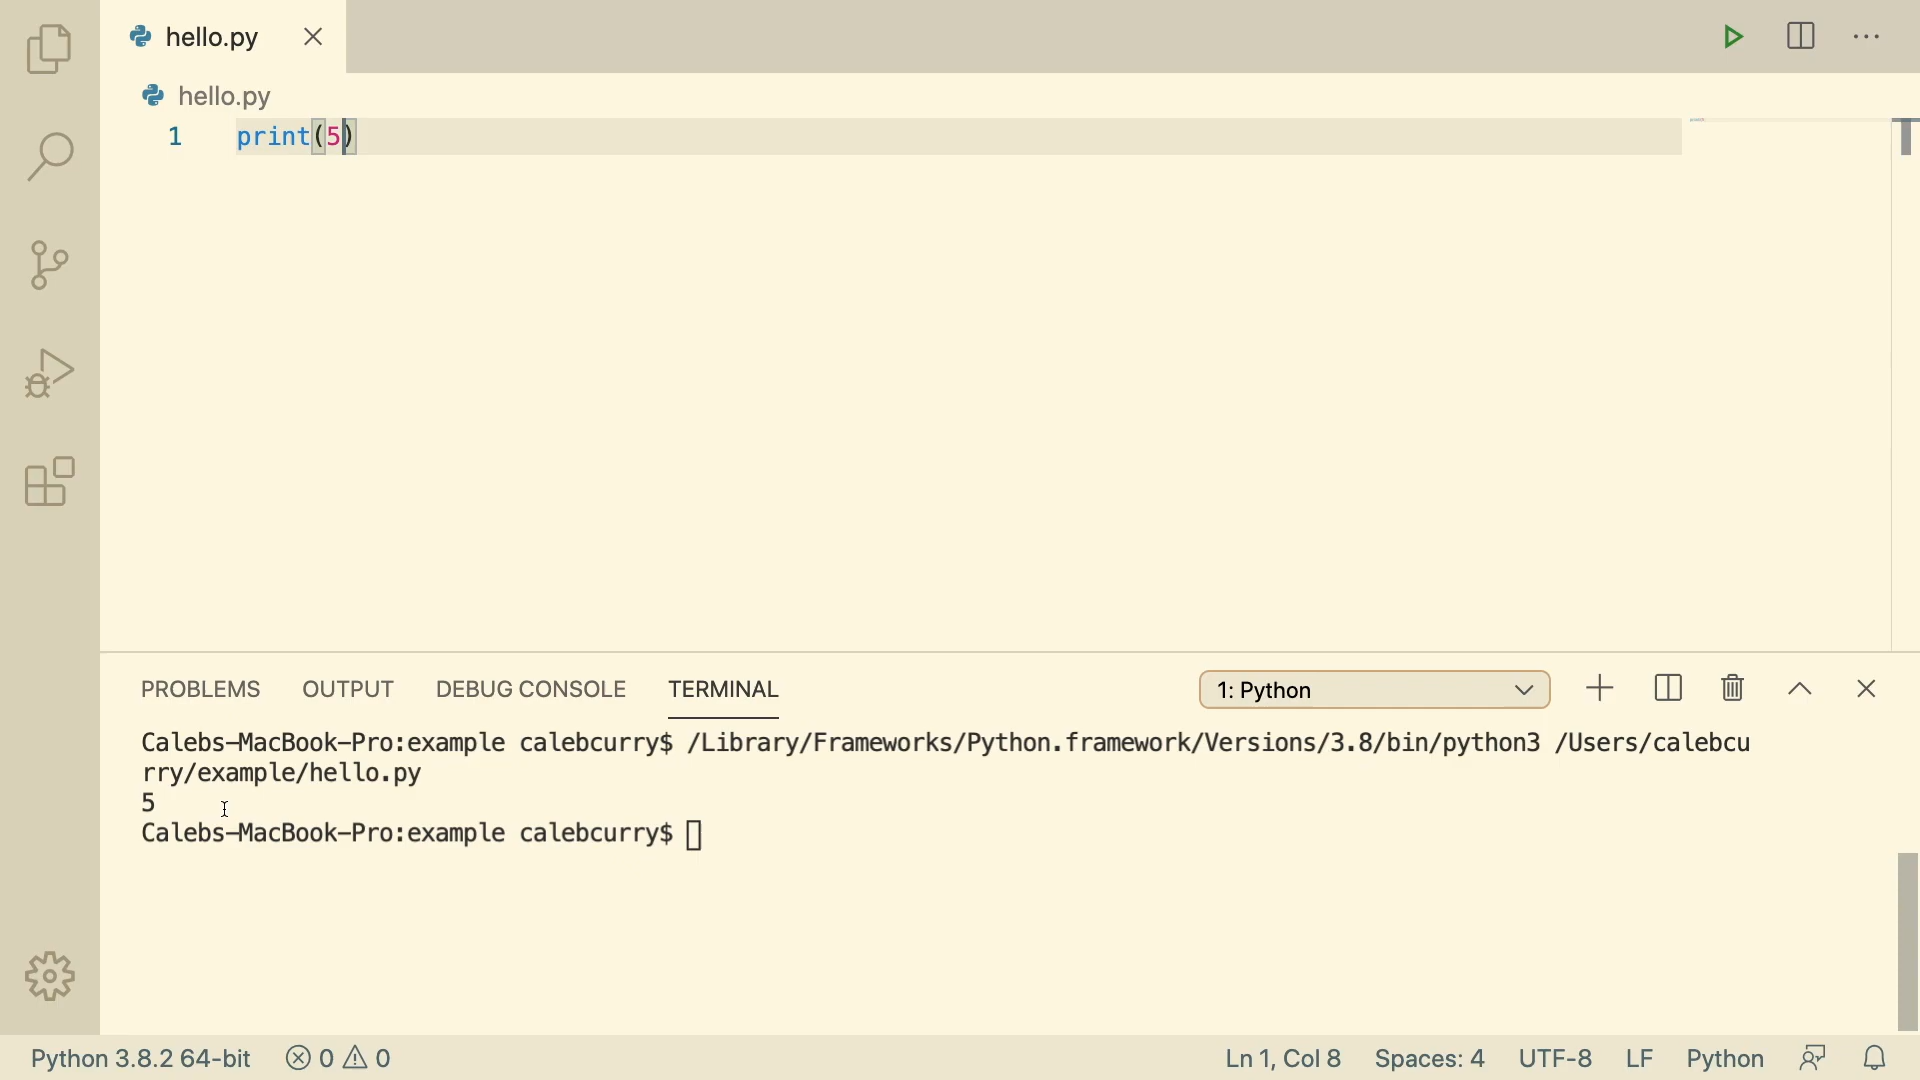 hello.py
hello.py
1 print(5)
PROBLEMS OUTPUT DEBUG CONSOLE TERMINAL 1: Python
Calebs-MacBook-Pro:example calebcurry$ /Library/Frameworks/Python.framework/Versions/3.8/bin/python3 /Users/calebcu
rry/example/hello.py
5
Calebs-MacBook-Pro:example calebcurry$
Python 3.8.2 64-bit 0 0 Ln 1, Col 8 Spaces: 4 UTF-8 LF Python